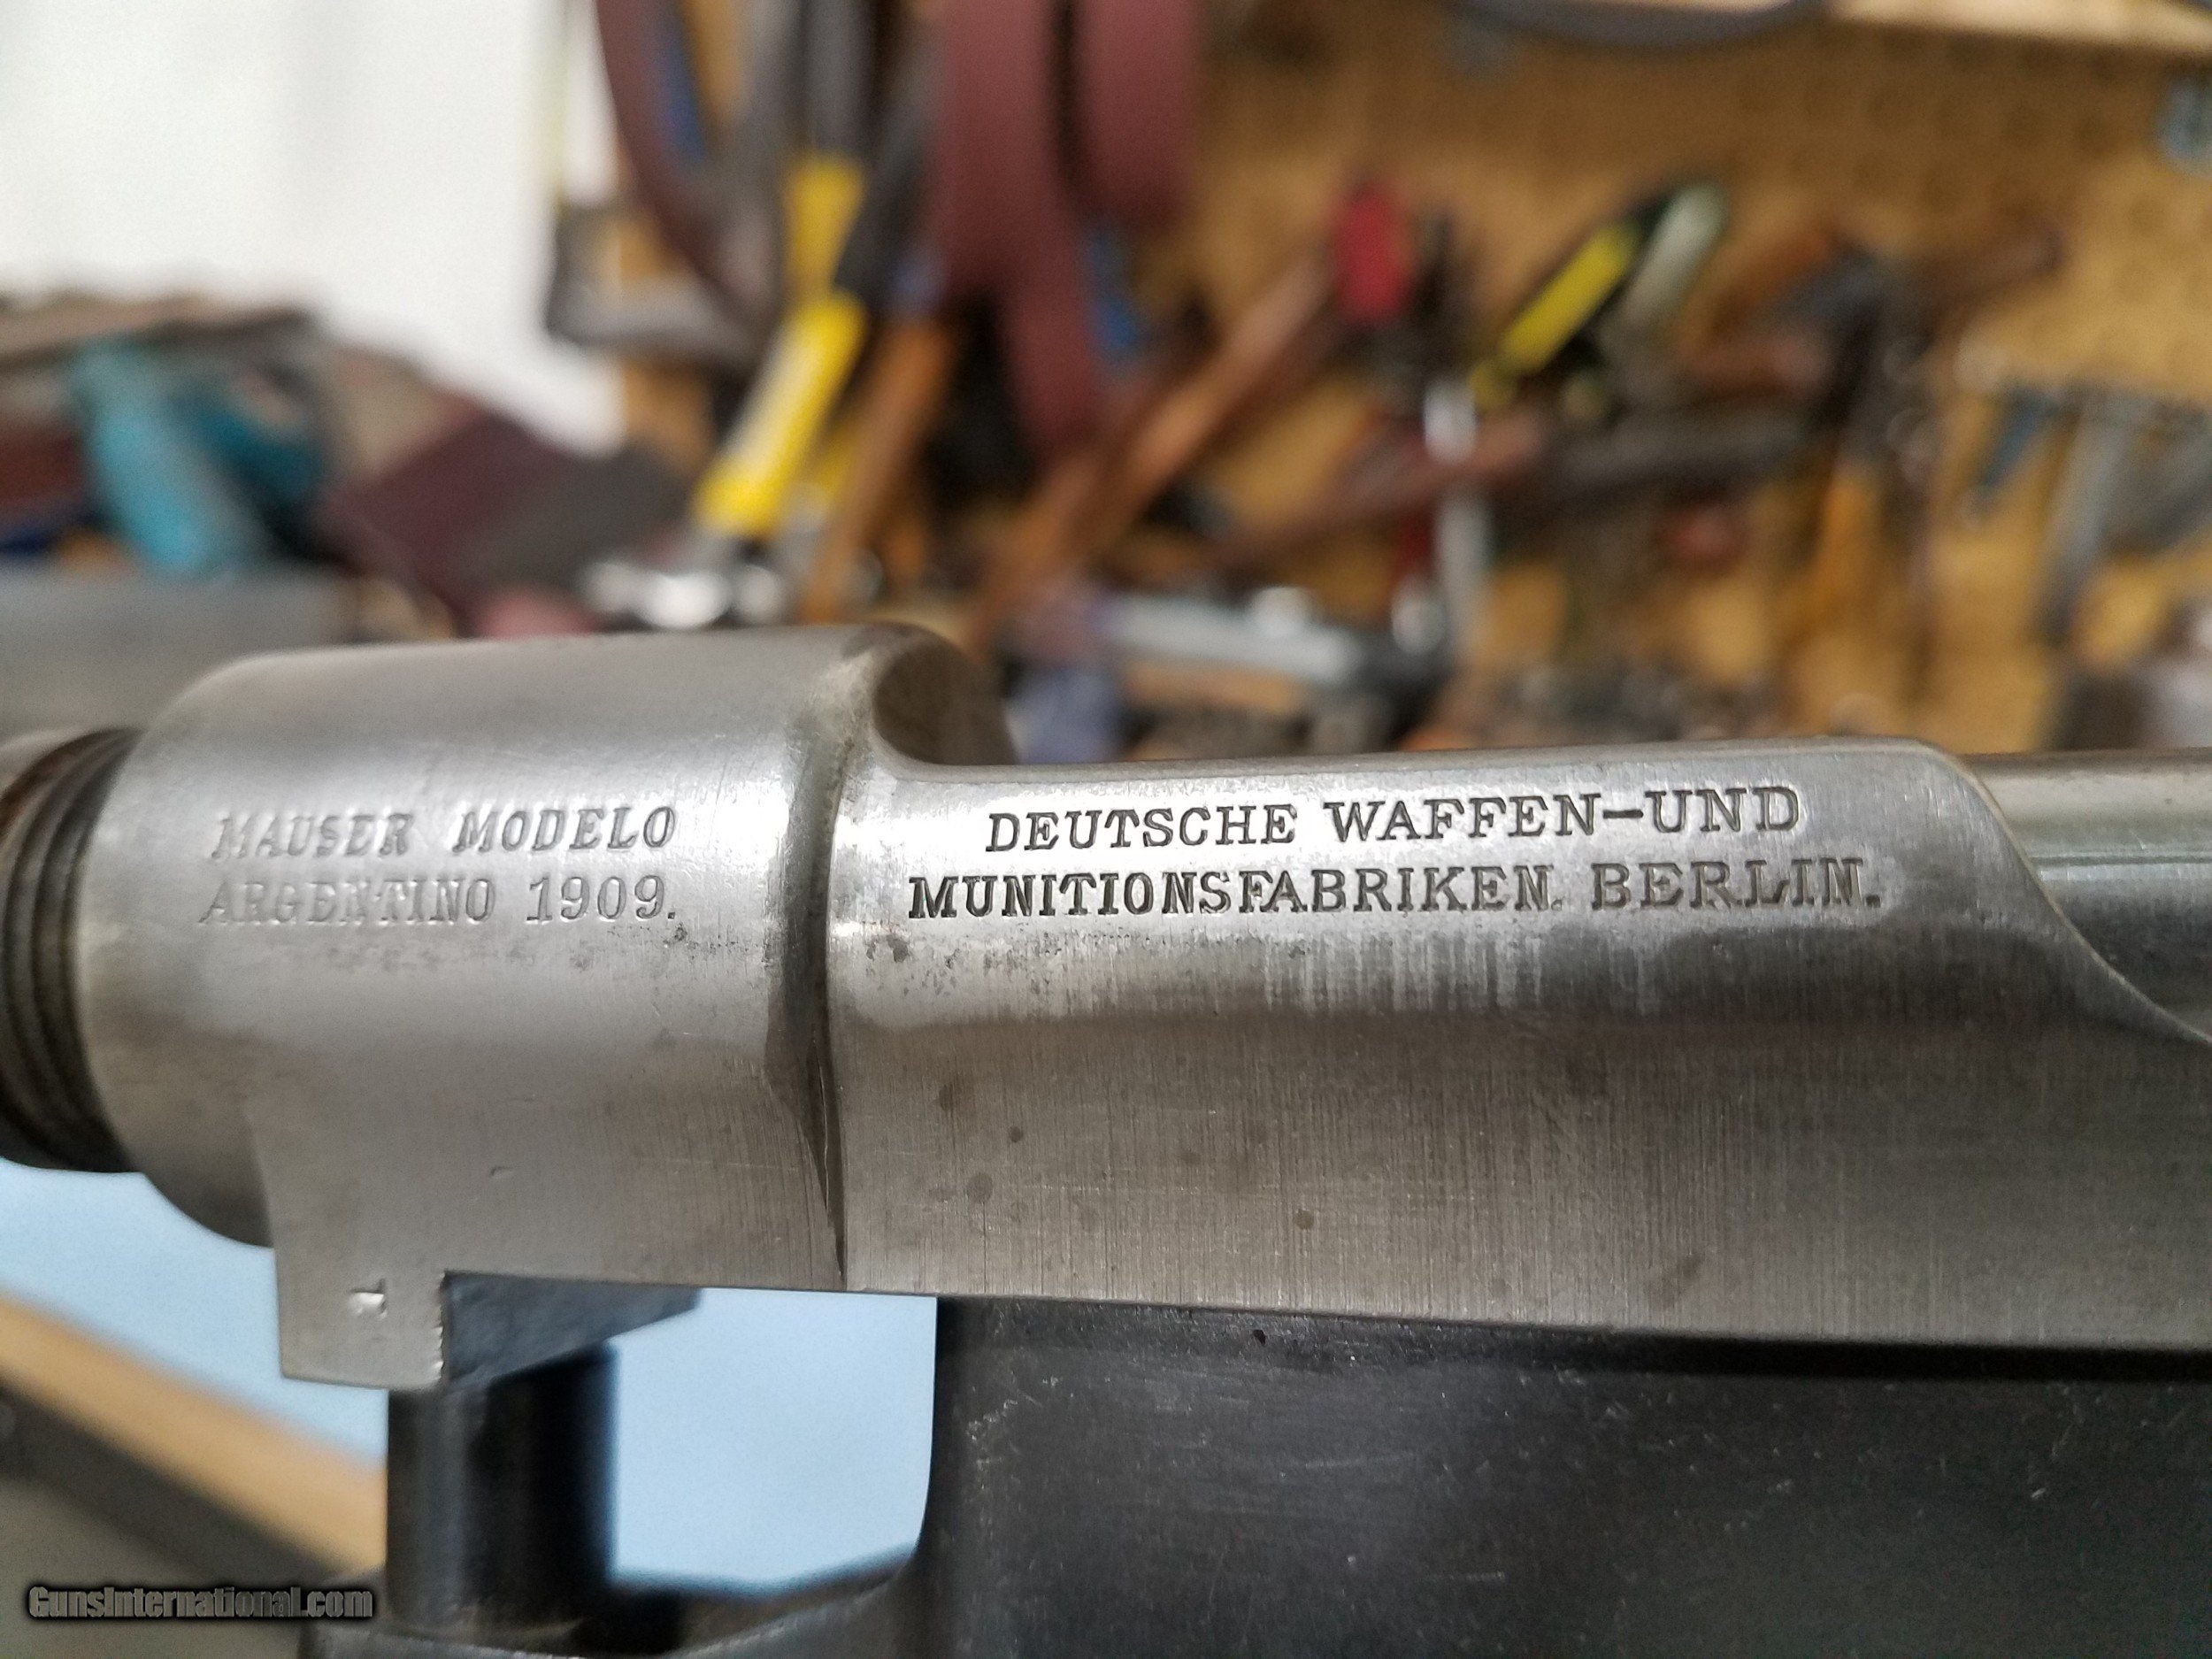 MAUSER MODELO
ARGENTINO 1909.
DEUTSCHE WAFFEN-UND
MUNITIONSFABRIKEN. BERLIN.
GunsInternational.com